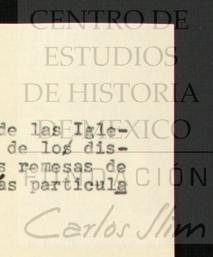 CENTRO DE
ESTUDIOS
DE HISTORIA
DE MEXICO
de las Igle-
de los dis-
s remesas de
as particula
FUNDACIÓN
Carlos Slim